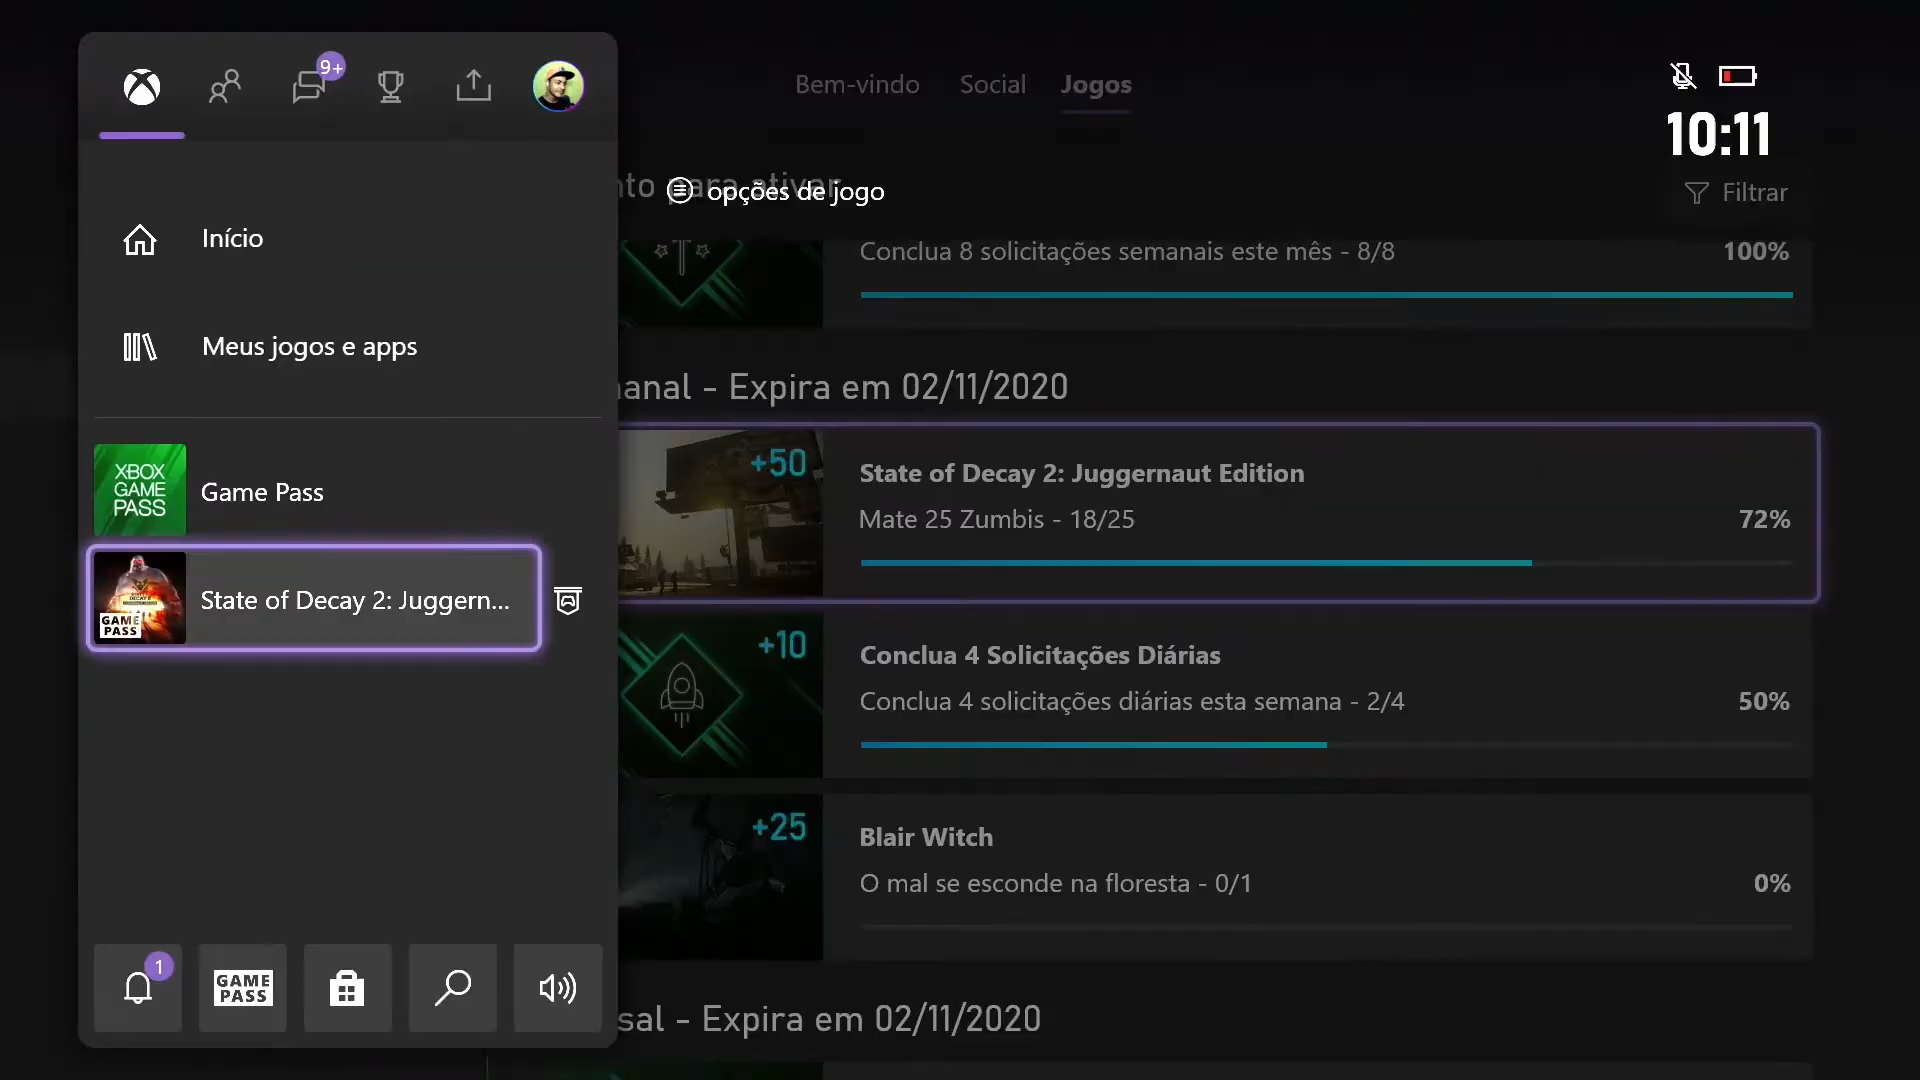 9+
Início
Meus jogos e apps
XBOX
GAME
PASS
Game Pass
GAME
PASS
State of Decay 2: Juggern...
1
GAME
PASS
Bem-vindo
Social
Jogos
10:11
nto para ativar
opções de jogo
Filtrar
Conclua 8 solicitações semanais este mês - 8/8
100%
anal - Expira em 02/11/2020
+50
State of Decay 2: Juggernaut Edition
Mate 25 Zumbis - 18/25
72%
+10
Conclua 4 Solicitações Diárias
Conclua 4 solicitações diárias esta semana - 2/4
50%
+25
Blair Witch
O mal se esconde na floresta - 0/1
0%
sal - Expira em 02/11/2020